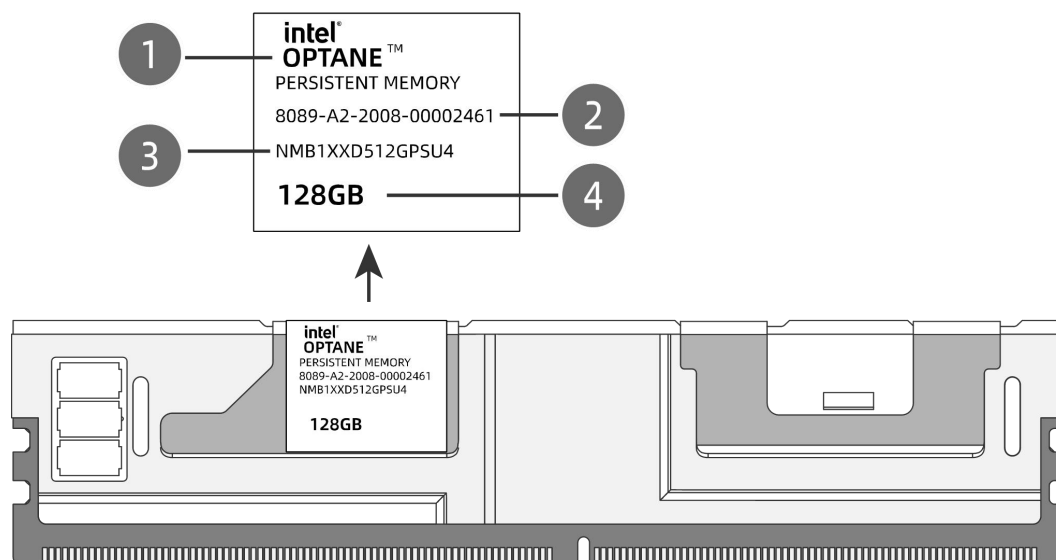 intel®
OPTANE™
PERSISTENT MEMORY
8089-A2-2008-00002461
NMB1XXD512GPSU4
128GB
1
2
3
4
intel®
OPTANE™
PERSISTENT MEMORY
8089-A2-2008-00002461
NMB1XXD512GPSU4
128GB